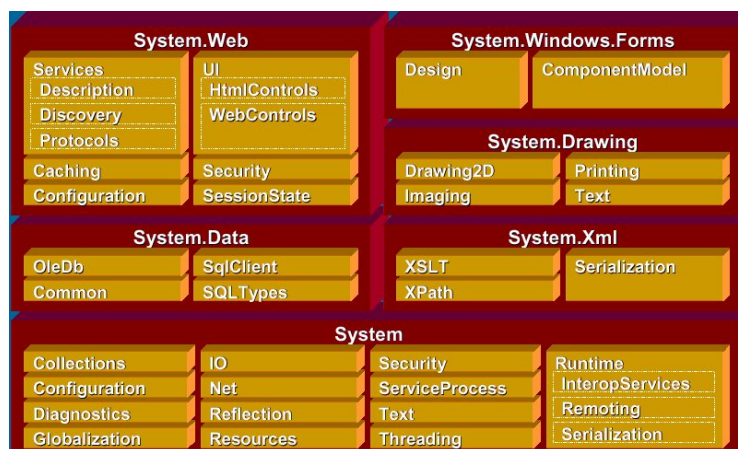 System.Web
Services
Description
Discovery
Protocols
UI
HtmlControls
WebControls
Caching
Security
Configuration
SessionState
System.Windows.Forms
Design
ComponentModel
System.Drawing
Drawing2D
Printing
Imaging
Text
System.Data
OleDb
SqlClient
Common
SQLTypes
System.Xml
XSLT
Serialization
XPath
System
Collections
IO
Security
Runtime
InteropServices
Configuration
Net
ServiceProcess
Remoting
Diagnostics
Reflection
Text
Serialization
Globalization
Resources
Threading